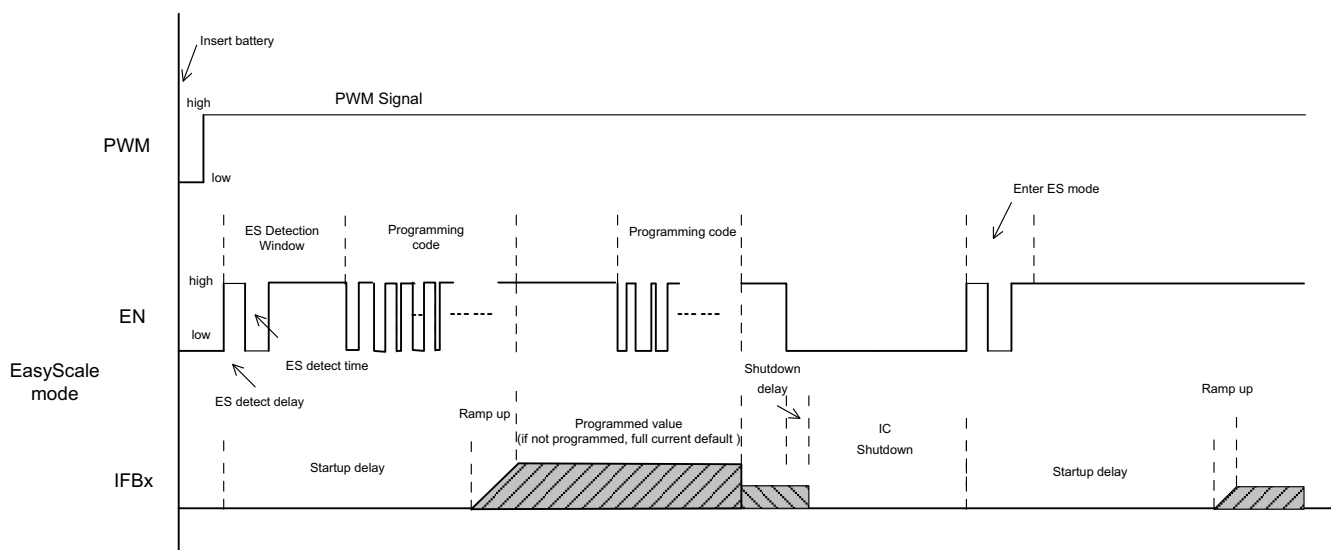 Insert battery
high
PWM Signal
PWM
low
Enter ES mode
ES Detection
Window
Programming
code
Programming code
high
EN
low
ES detect time
EasyScale
mode
ES detect delay
Shutdown
delay
Ramp up
Ramp up
Programmed value
(if not programmed, full current default )
IC
Shutdown
Startup delay
Startup delay
IFBx